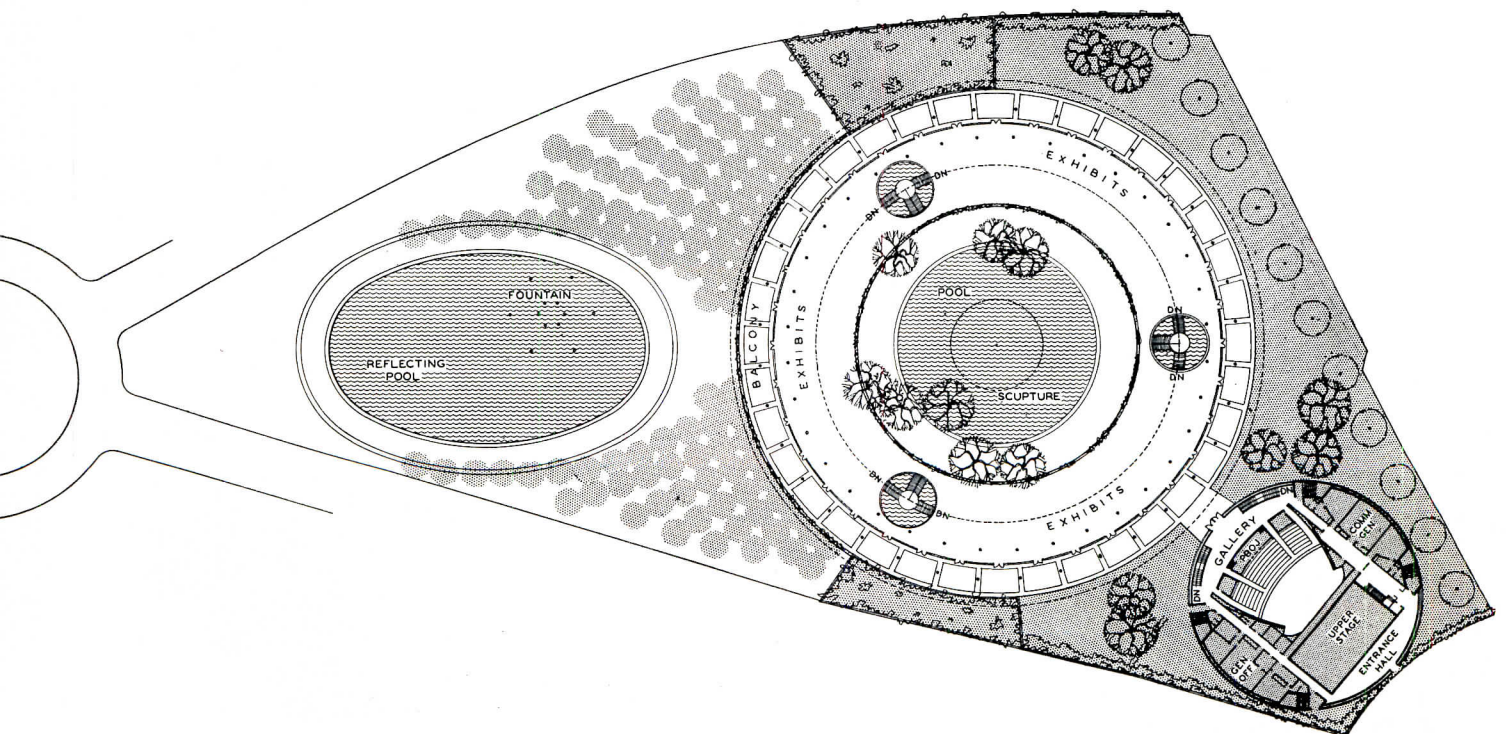 FOUNTAIN
REFLECTING
POOL
BALCONY
EXHIBITS
EXHIBITS
EXHIBITS
DN
DN
DN
DN
DN
DN
POOL
SCUPTURE
GALLERY
PROJ
COMM
GEN
DN
DN
UPPER
STAGE
ENTRANCE
HALL
GEN
OFF